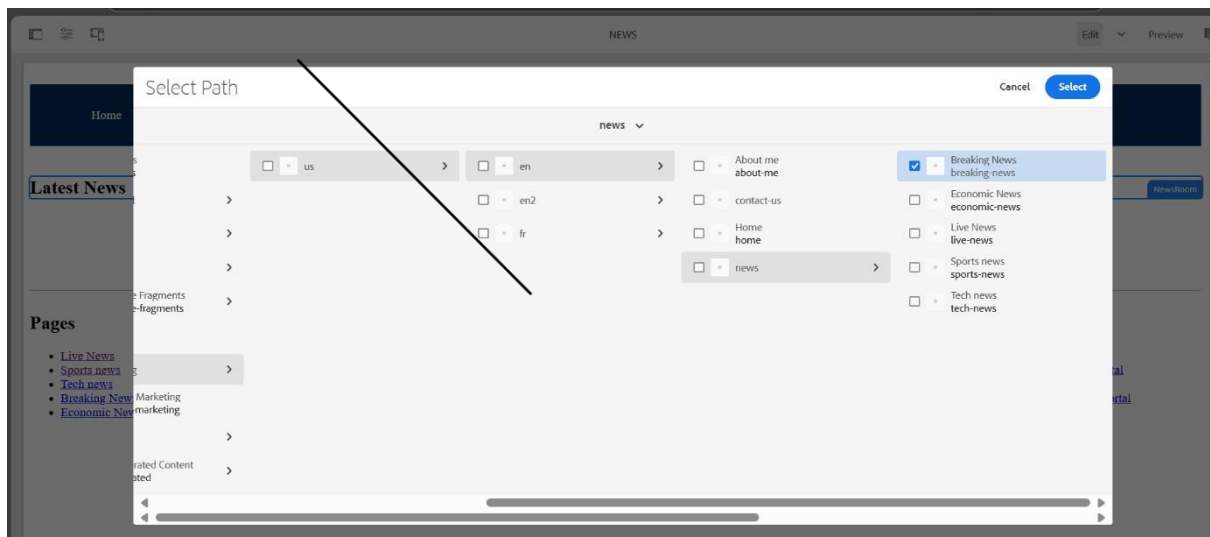 NEWS
Edit
Preview
Select Path
Cancel
Select
Home
news
us
en
en2
fr
About me
about-me
contact-us
Home
home
news
Breaking News
breaking-news
Economic News
economic-news
Live News
live-news
Sports news
sports-news
Tech news
tech-news
Latest News
NewsRoom
Fragments
-fragments
Marketing
marketing
Content
Pages
Live News
Sports news
Tech news
Breaking New
Economic New